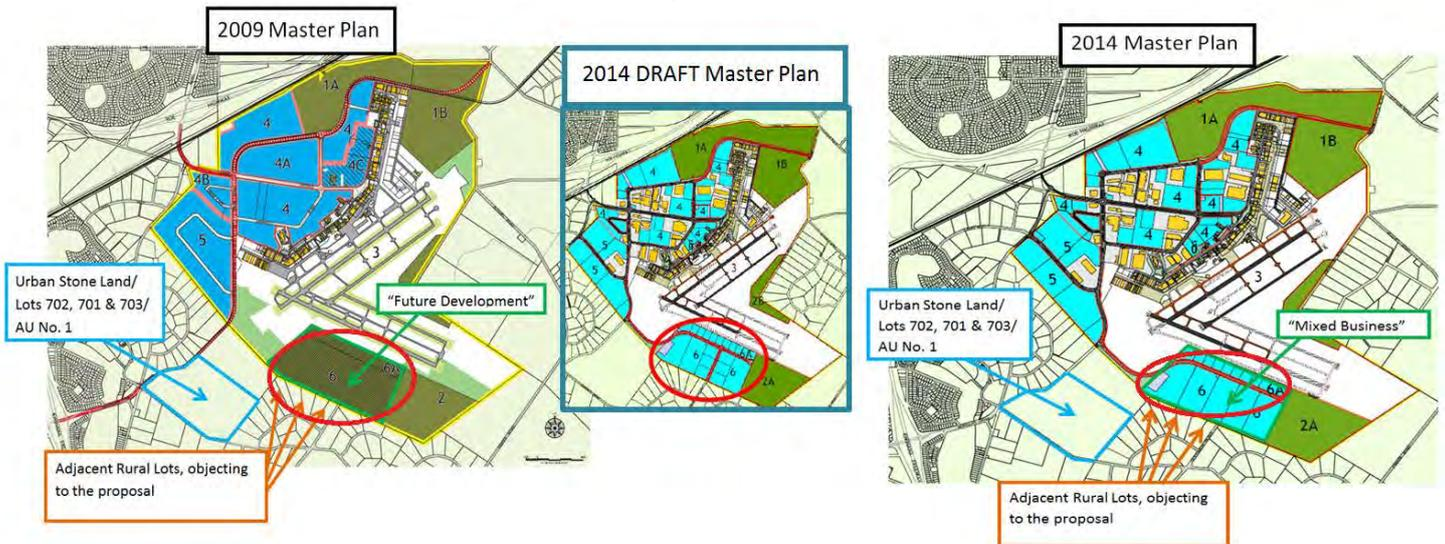 2009 Master Plan
1A
1B
4
4
4A
4C
4B
4
5
3
6
6A
2
"Future Development"
Urban Stone Land/
Lots 702, 701 & 703/
AU No. 1
Adjacent Rural Lots, objecting
to the proposal
2014 DRAFT Master Plan
1A
1B
4
4
4
4
4
5
3
2B
6
6A
6
2A
2014 Master Plan
ROE HIGHWAY
1A
1B
4
4
4
4
4
5
3
6
6A
6
2A
"Mixed Business"
Urban Stone Land/
Lots 702, 701 & 703/
AU No. 1
Adjacent Rural Lots, objecting
to the proposal